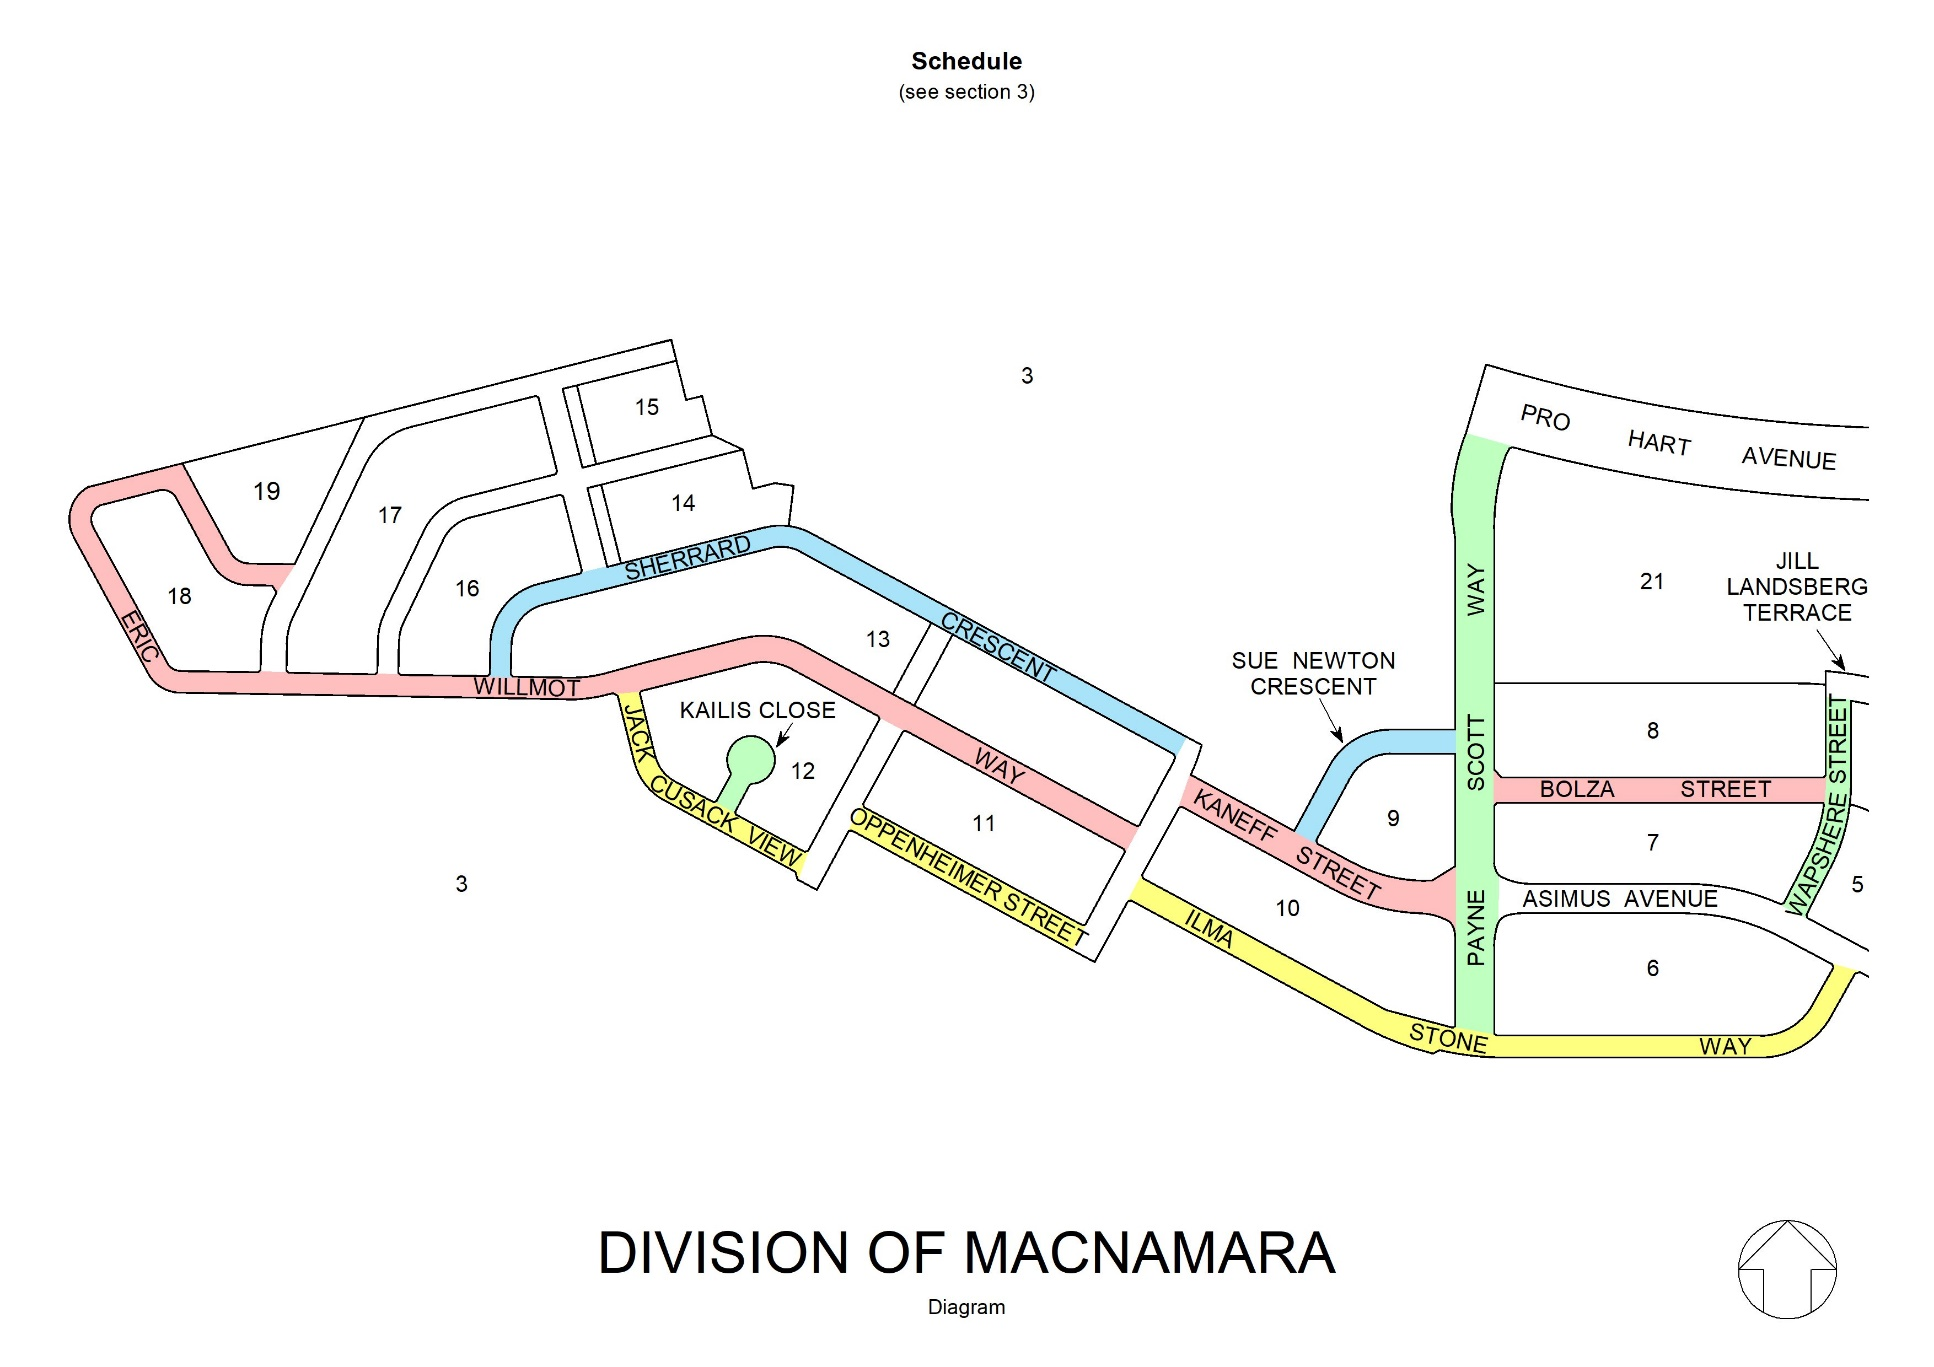 Schedule
(see section 3)
3
15
PRO HART AVENUE
19
17
14
SHERRARD CRESCENT
16
18
21
JILL
LANDSBERG
TERRACE
ERIC WILLMOT WAY
13
SUE NEWTON
CRESCENT
JACK CUSACK VIEW
KAILIS CLOSE
12
PAYNE SCOTT WAY
8
WAPSHERE STREET
BOLZA STREET
KANEFF STREET
9
11
OPPENHEIMER STREET
7
3
5
10
ASIMUS AVENUE
ILMA STONE WAY
6
DIVISION OF MACNAMARA
Diagram